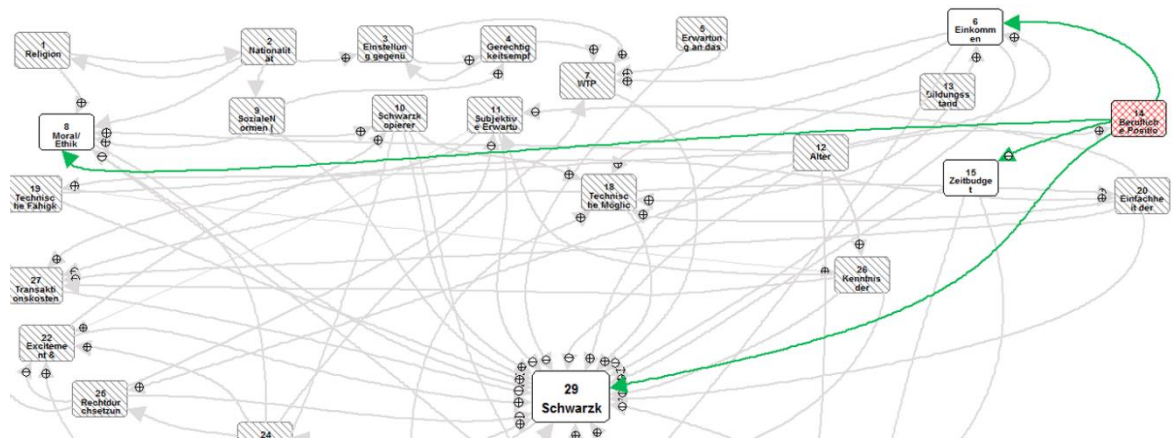 1
Religion
2
Nationalit
ät
3
Einstellun
g gegenü
4
Gerechtig
keitsempf
5
Erwartun
g an das
6
Einkomm
en
7
WTP
8
Moral/
Ethik
9
SozialeN
ormen (
10
Schwarzk
opierer
11
Subjektiv
e Erwartu
12
Alter
13
Bildungss
tand
14
Beruflich
e Positio
15
Zeitbudge
t
18
Technisc
he Möglic
19
Technisc
he Fähigk
20
Einfachhe
it der
22
Exciteme
nt &
24
25
Rechtdur
chsetzun
26
Kenntnis
der
27
Transakti
onskosten
29
Schwarzk